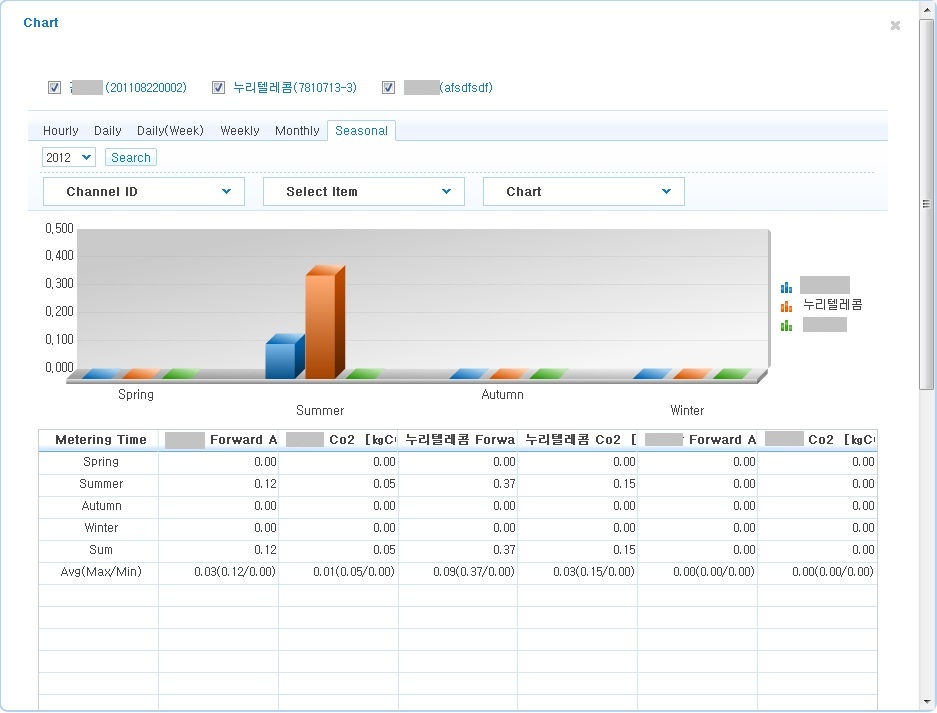 Chart
(201108220002) 누리텔레콤(7810713-3) (afsdfsdf)
Hourly Daily Daily(Week) Weekly Monthly Seasonal
2012 Search
Channel ID Select Item Chart
0,500
0,400
0,300
0,200
0,100
0,000
누리텔레콤
Spring
Summer
Autumn
Winter
Metering Time Forward A Co2 [kgC 누리텔레콤 Forwa 누리텔레콤 Co2 [ Forward A Co2 [kgC
Spring 0.00 0.00 0.00 0.00 0.00 0.00
Summer 0.12 0.05 0.37 0.15 0.00 0.00
Autumn 0.00 0.00 0.00 0.00 0.00 0.00
Winter 0.00 0.00 0.00 0.00 0.00 0.00
Sum 0.12 0.05 0.37 0.15 0.00 0.00
Avg(Max/Min) 0.03(0.12/0.00) 0.01(0.05/0.00) 0.09(0.37/0.00) 0.03(0.15/0.00) 0.00(0.00/0.00) 0.00(0.00/0.00)